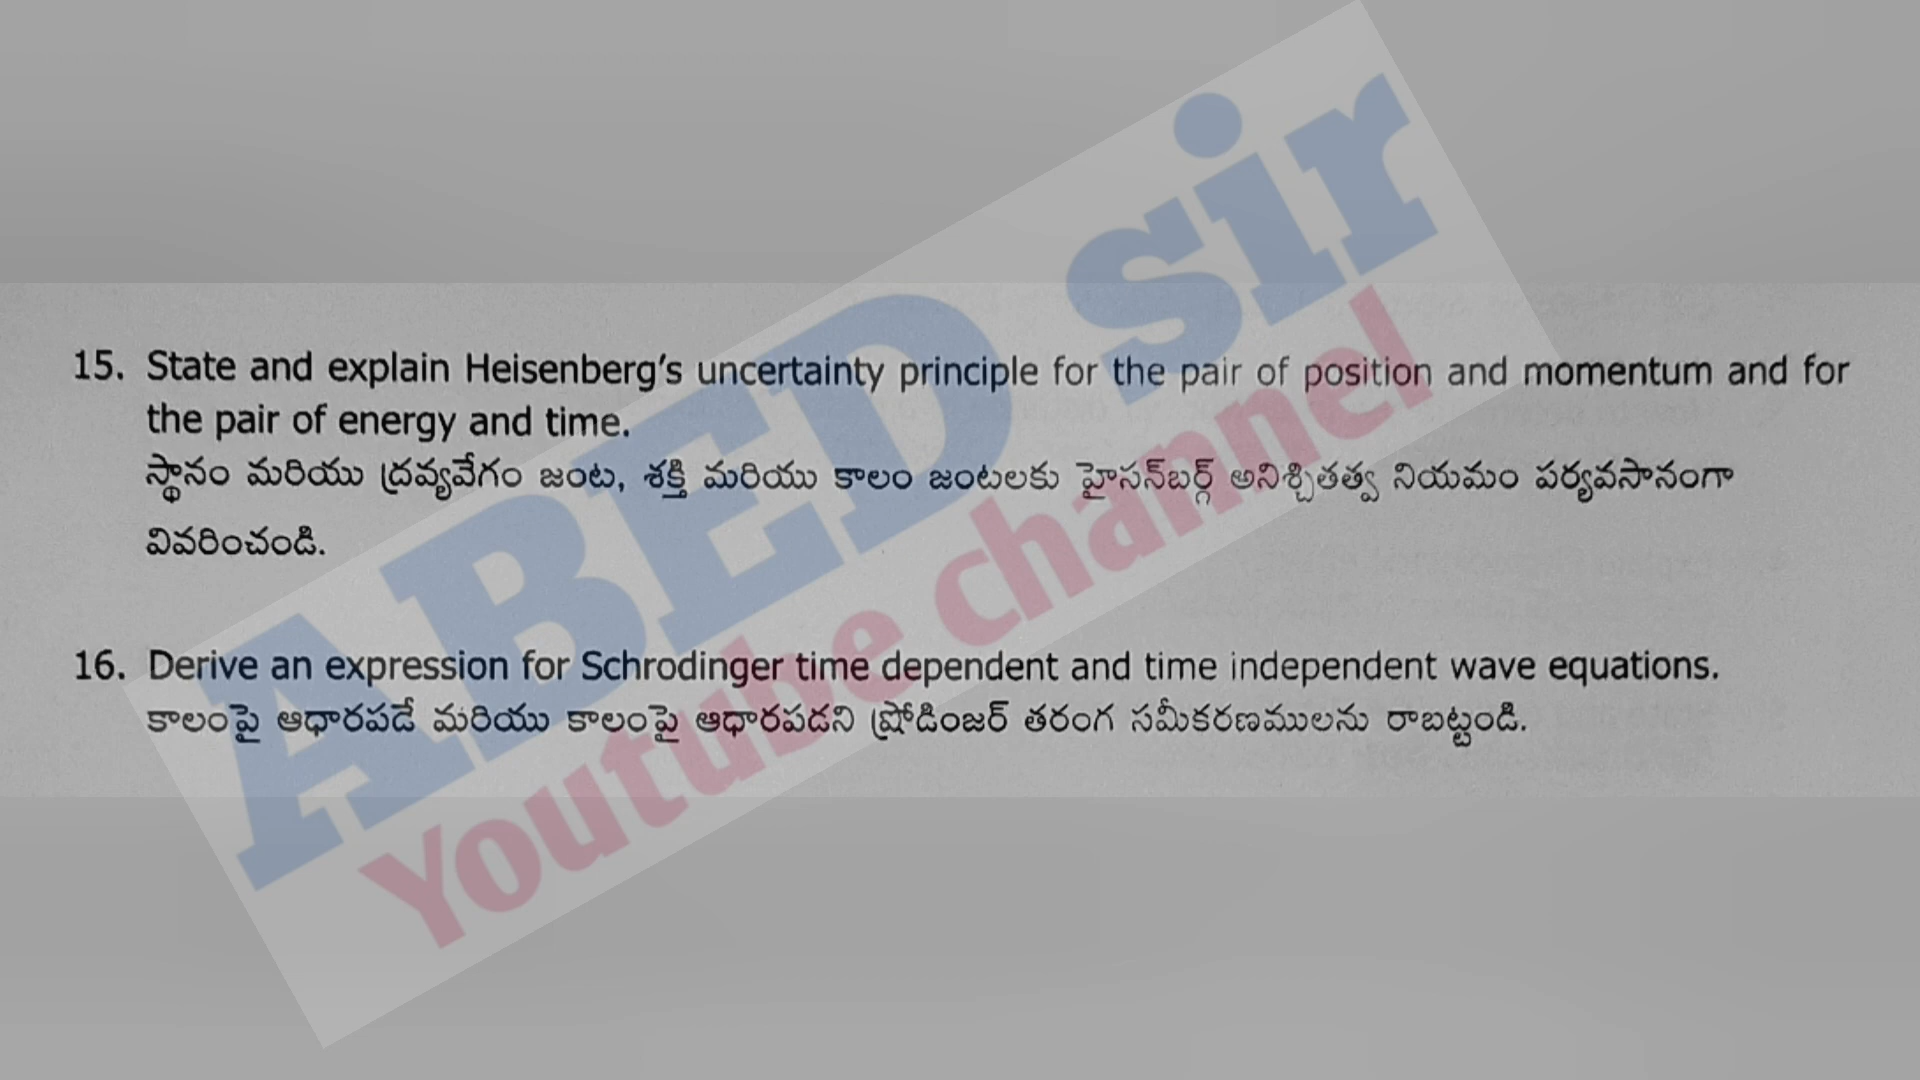 15. State and explain Heisenberg's uncertainty principle for the pair of position and momentum and for
the pair of energy and time.
స్థానం మరియు ద్రవ్యవేగం జంట, శక్తి మరియు కాలం జంటలకు హైసన్‌బర్గ్ అనిశ్చితత్వ నియమం పర్యవసానంగా
వివరించండి.
16. Derive an expression for Schrodinger time dependent and time independent wave equations.
కాలంపై ఆధారపడే మరియు కాలంపై ఆధారపడని ష్రోడింజర్ తరంగ సమీకరణములను రాబట్టండి.
ABED sir
Youtube channel